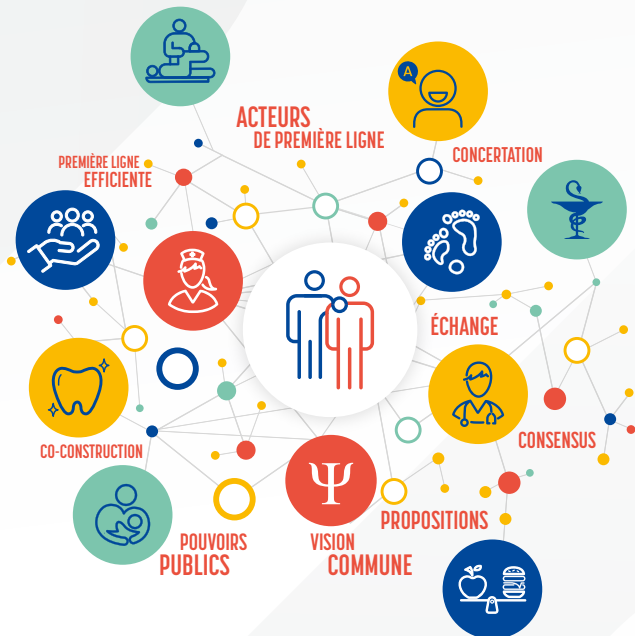 A
ACTEURS
DE PREMIÈRE LIGNE
CONCERTATION
PREMIÈRE LIGNE
EFFICIENTE
ÉCHANGE
CONSENSUS
CO-CONSTRUCTION
Ψ
PROPOSITIONS
POUVOIRS
PUBLICS
VISION
COMMUNE